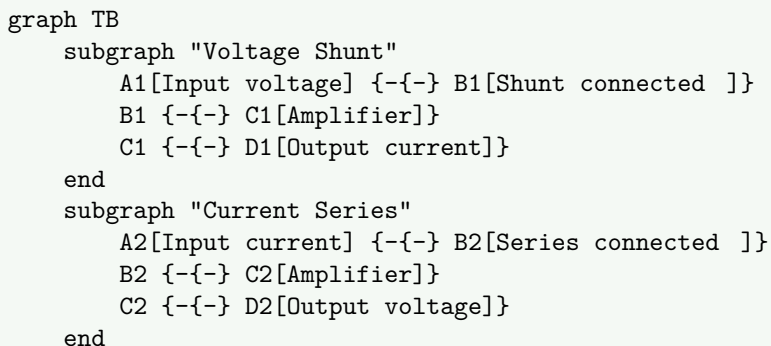 graph TB
subgraph "Voltage Shunt"
A1[Input voltage] {-{-} B1[Shunt connected ]}
B1 {-{-} C1[Amplifier]}
C1 {-{-} D1[Output current]}
end
subgraph "Current Series"
A2[Input current] {-{-} B2[Series connected ]}
B2 {-{-} C2[Amplifier]}
C2 {-{-} D2[Output voltage]}
end